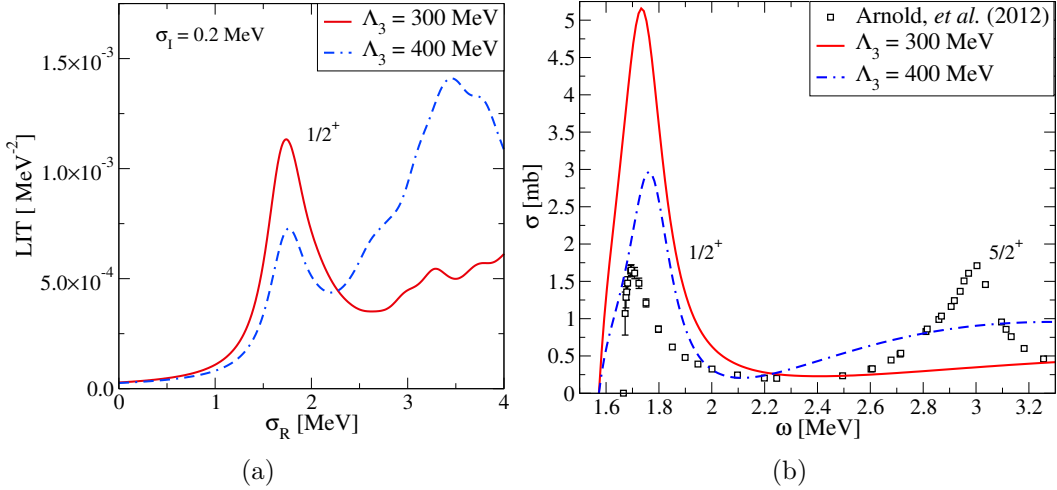 σ_I = 0.2 MeV
Λ₃ = 300 MeV
Λ₃ = 400 MeV
1/2⁺
LIT [ MeV⁻²]
1.5×10⁻³
1.0×10⁻³
5.0×10⁻⁴
0.0
0 1 2 3 4
σ_R [MeV]
(a)
Arnold, et al. (2012)
Λ₃ = 300 MeV
Λ₃ = 400 MeV
1/2⁺
5/2⁺
σ [mb]
5
4.5
4
3.5
3
2.5
2
1.5
1
0.5
0
1.6 1.8 2 2.2 2.4 2.6 2.8 3 3.2
ω [MeV]
(b)